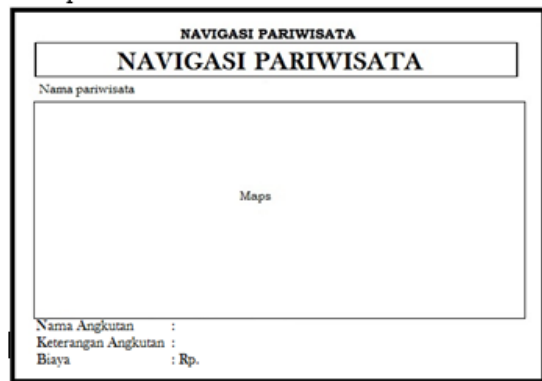 NAVIGASI PARIWISATA
NAVIGASI PARIWISATA
Nama pariwisata
Maps
Nama Angkutan :
Keterangan Angkutan :
Biaya : Rp.